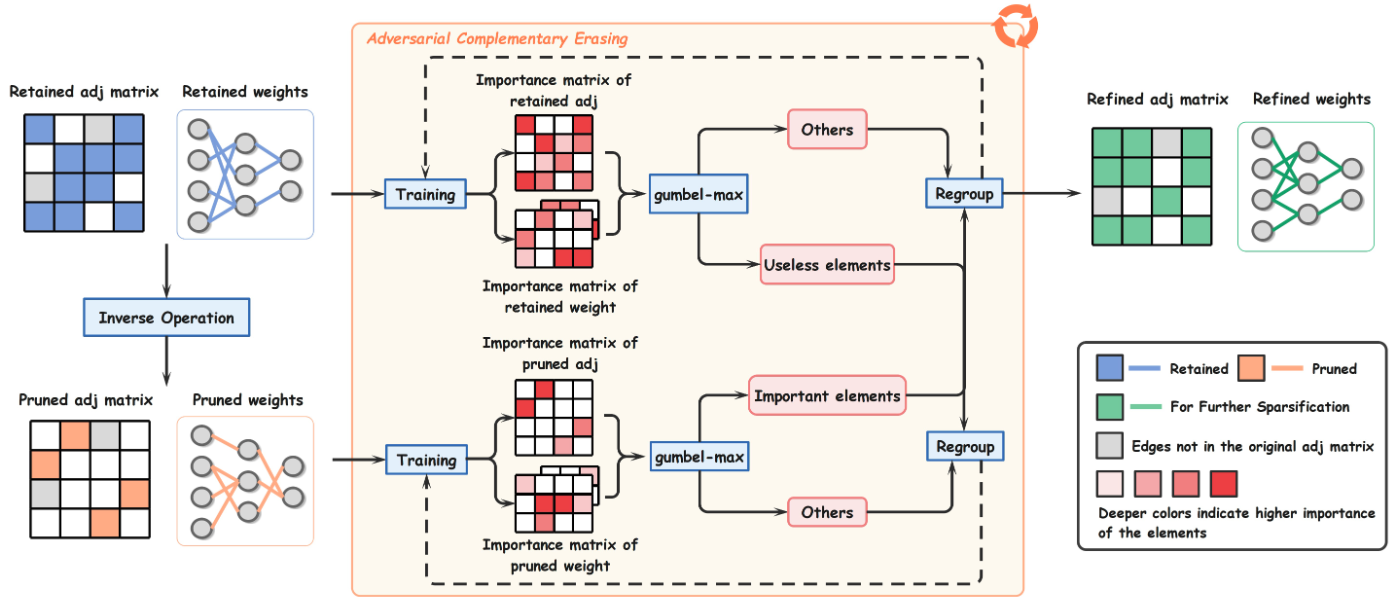 Adversarial Complementary Erasing
Retained adj matrix
Retained weights
Importance matrix of
retained adj
Others
Refined adj matrix
Refined weights
Training
gumbel-max
Regroup
Useless elements
Importance matrix of
retained weight
Inverse Operation
Importance matrix of
pruned adj
Pruned adj matrix
Pruned weights
Important elements
Training
gumbel-max
Regroup
Others
Importance matrix of
pruned weight
Retained
Pruned
For Further Sparsification
Edges not in the original adj matrix
Deeper colors indicate higher importance
of the elements